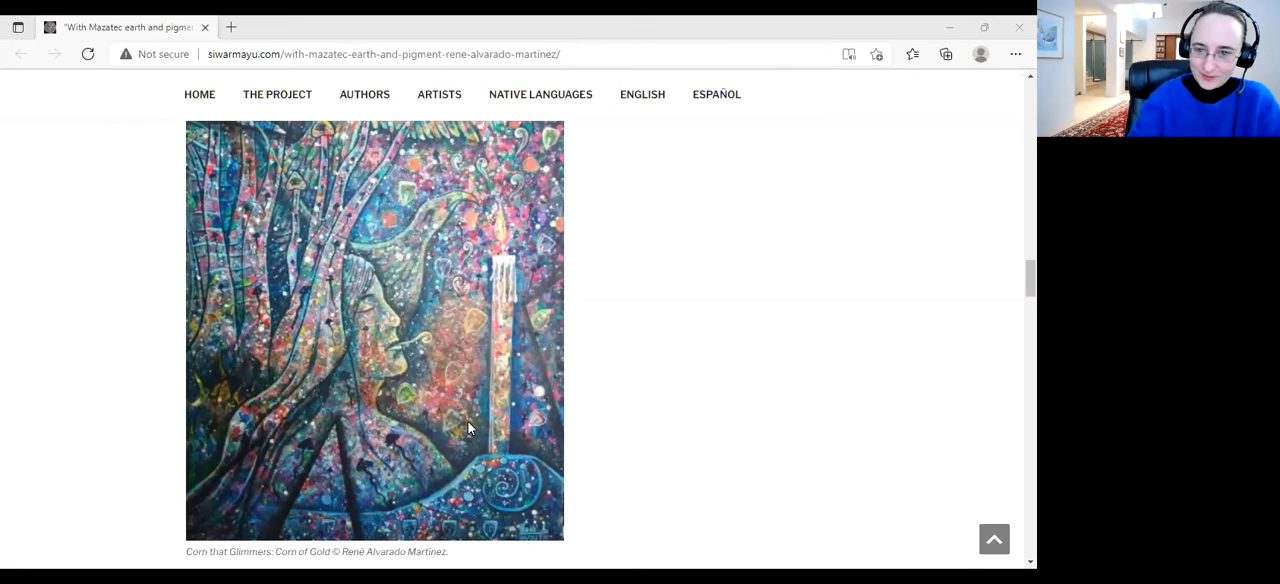 "With Mazatec earth and pigme
Not secure
siwarmayu.com/with-mazatec-earth-and-pigment-rene-alvarado-martinez/
HOME THE PROJECT AUTHORS ARTISTS NATIVE LANGUAGES ENGLISH ESPAÑOL
Corn that Glimmers: Corn of Gold © René Alvarado Martínez.